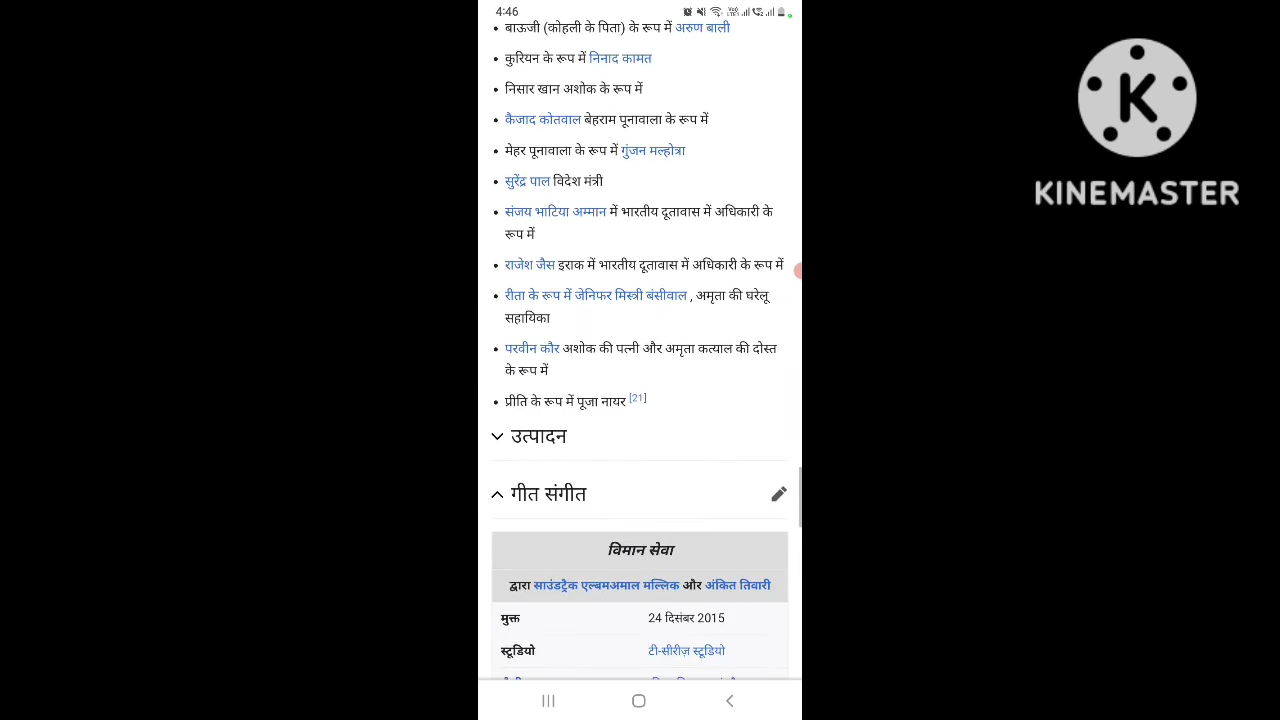 4:46
बाऊजी (कोहली के पिता) के रूप में अरुण बाली
कुरियन के रूप में निनाद कामत
निसार खान अशोक के रूप में
कैजाद कोतवाल बेहराम पूनावाला के रूप में
मेहर पूनावाला के रूप में गुंजन मल्होत्रा
सुरेंद्र पाल विदेश मंत्री
संजय भाटिया अम्मान में भारतीय दूतावास में अधिकारी के
रूप में
राजेश जैस इराक में भारतीय दूतावास में अधिकारी के रूप में
रीता के रूप में जेनिफर मिस्त्री बंसीवाल , अमृता की घरेलू
सहायिका
परवीन कौर अशोक की पत्नी और अमृता कत्याल की दोस्त
के रूप में
प्रीति के रूप में पूजा नायर [21]
उत्पादन
गीत संगीत
विमान सेवा
द्वारा साउंडट्रैक एल्बमअमाल मल्लिक और अंकित तिवारी
मुक्त 24 दिसंबर 2015
स्टूडियो टी-सीरीज़ स्टूडियो
K
KINEMASTER